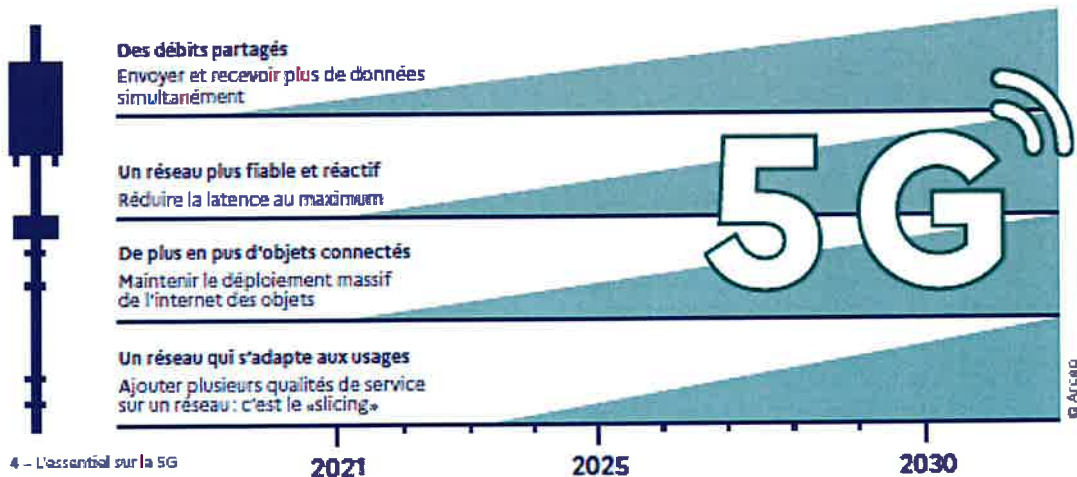 Des débits partagés
Envoyer et recevoir plus de données
simultanément
Un réseau plus fiable et réactif
Réduire la latence au maximum
De plus en pus d'objets connectés
Maintenir le déploiement massif
de l'internet des objets
Un réseau qui s'adapte aux usages
Ajouter plusieurs qualités de service
sur un réseau : c'est le «slicing»
5G
© Arcep
2021
2025
2030
4 – L'essentiel sur la 5G